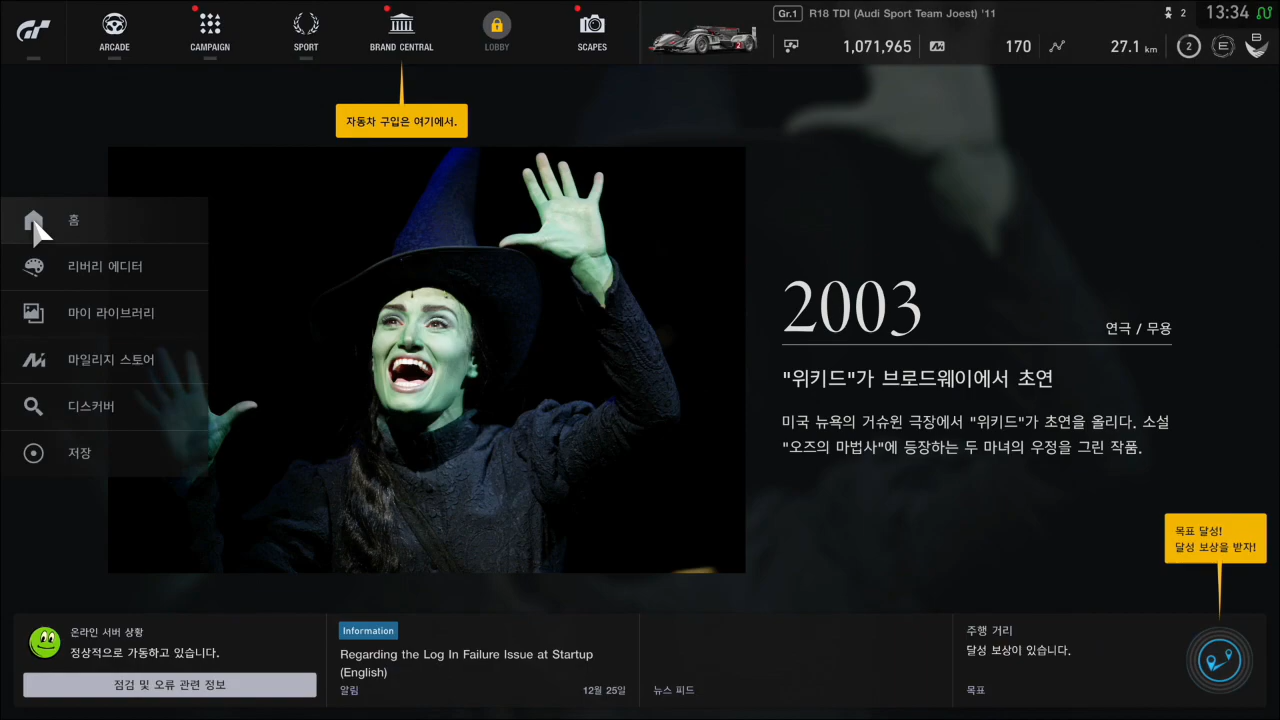 ARCADE
CAMPAIGN
SPORT
BRAND CENTRAL
LOBBY
SCAPES
Gr.1 R18 TDI (Audi Sport Team Joest) '11
2 13:34
1,071,965 170 27.1 km 2 E B
자동차 구입은 여기에서.
홈
리버리 에디터
마이 라이브러리
마일리지 스토어
디스커버
저장
2003
연극 / 무용
"위키드"가 브로드웨이에서 초연
미국 뉴욕의 거슈윈 극장에서 "위키드"가 초연을 올리다. 소설
"오즈의 마법사"에 등장하는 두 마녀의 우정을 그린 작품.
목표 달성!
달성 보상을 받자!
온라인 서버 상황
정상적으로 가동하고 있습니다.
점검 및 오류 관련 정보
Information
Regarding the Log In Failure Issue at Startup
(English)
알림 12월 25일
뉴스 피드
주행 거리
달성 보상이 있습니다.
목표